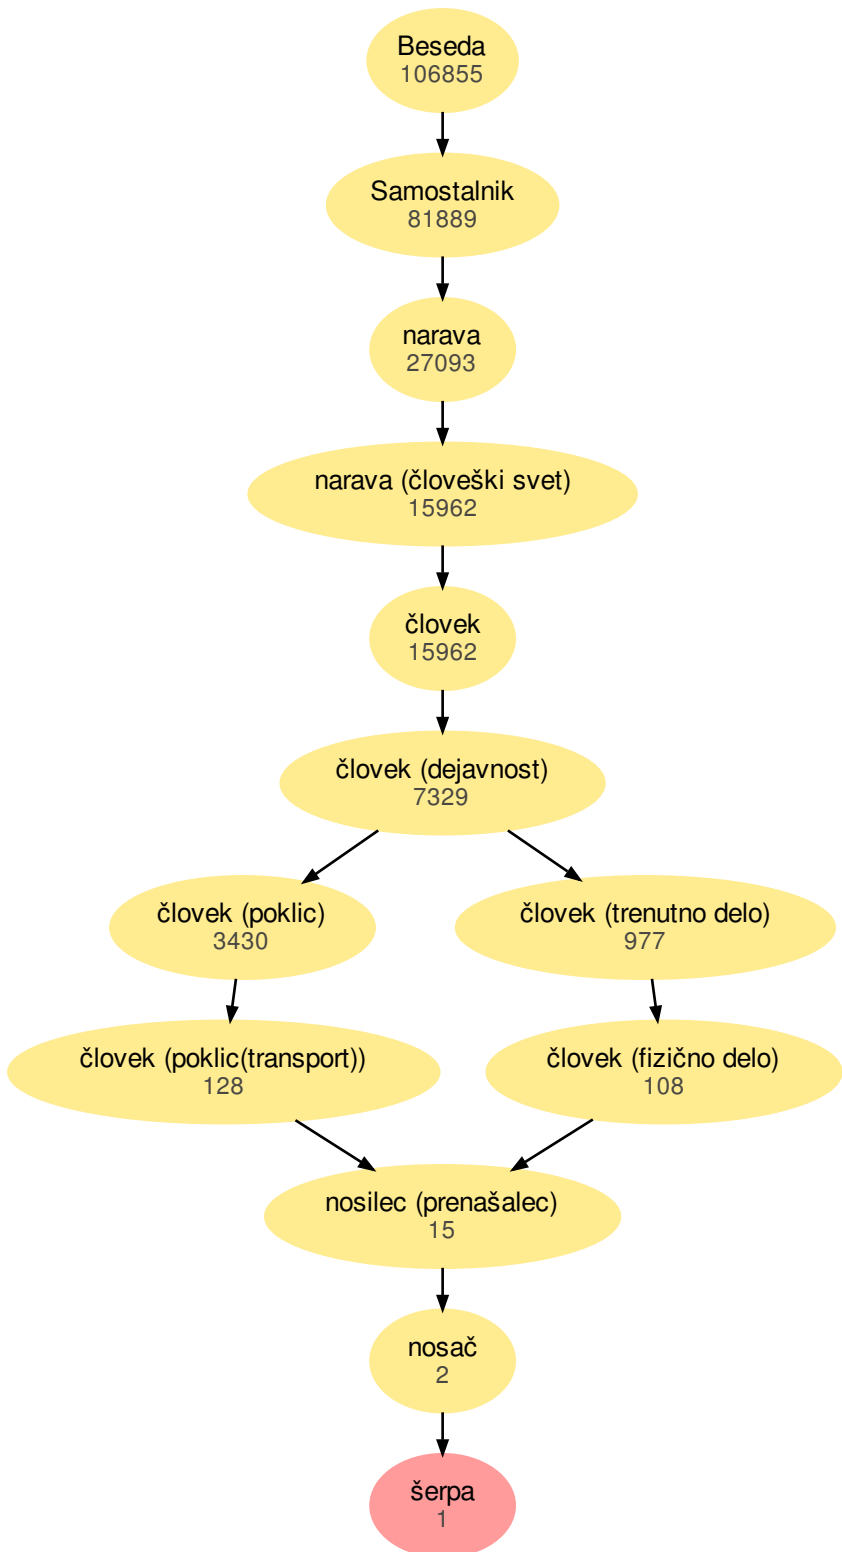 Beseda
106855
Samostalnik
81889
narava
27093
narava (človeški svet)
15962
človek
15962
človek (dejavnost)
7329
človek (poklic)
3430
človek (trenutno delo)
977
človek (poklic(transport))
128
človek (fizično delo)
108
nosilec (prenašalec)
15
nosač
2
šerpa
1